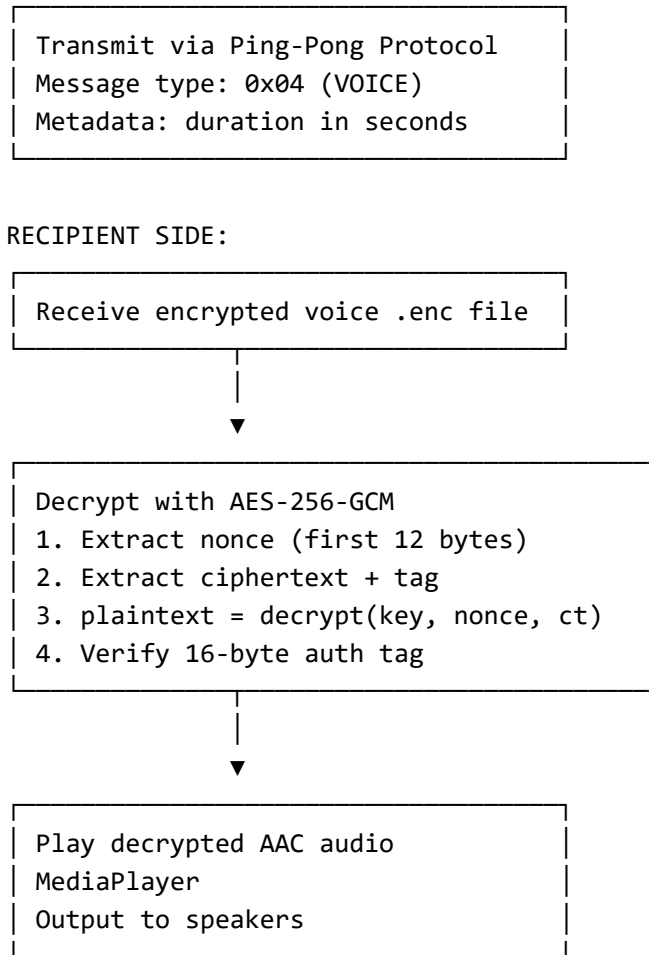 Transmit via Ping-Pong Protocol
Message type: 0x04 (VOICE)
Metadata: duration in seconds
RECIPIENT SIDE:
Receive encrypted voice .enc file
Decrypt with AES-256-GCM
1. Extract nonce (first 12 bytes)
2. Extract ciphertext + tag
3. plaintext = decrypt(key, nonce, ct)
4. Verify 16-byte auth tag
Play decrypted AAC audio
MediaPlayer
Output to speakers